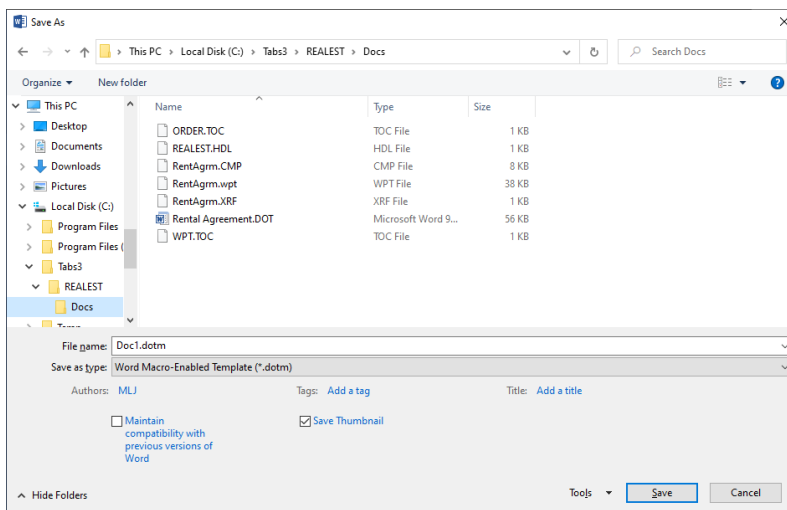 Save As
This PC > Local Disk (C:) > Tabs3 > REALEST > Docs
Search Docs
Organize
New folder
This PC
Desktop
Documents
Downloads
Pictures
Local Disk (C:)
Program Files
Program Files (
Tabs3
REALEST
Docs
Name Type Size
ORDER.TOC TOC File 1 KB
REALEST.HDL HDL File 1 KB
RentAgrm.CMP CMP File 8 KB
RentAgrm.wpt WPT File 38 KB
RentAgrm.XRF XRF File 1 KB
Rental Agreement.DOT Microsoft Word 9... 56 KB
WPT.TOC TOC File 1 KB
File name: Doc1.dotm
Save as type: Word Macro-Enabled Template (*.dotm)
Authors: MLJ Tags: Add a tag Title: Add a title
Maintain
compatibility with
previous versions of
Word
Save Thumbnail
Hide Folders
Tools
Save
Cancel